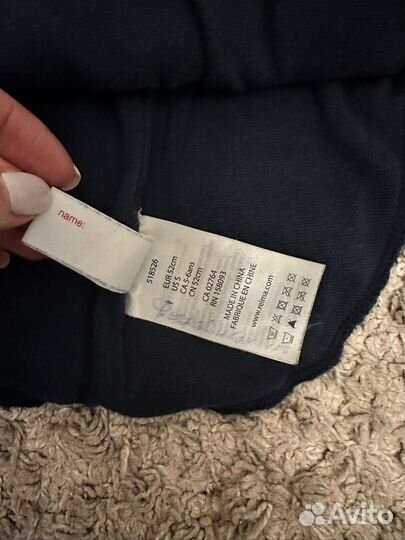 name:
518526
EUR 52cm
US S
CA 5-6ans
CN 52cm
CA 02764
RN 158093
MADE IN CHINA
FABRIQUE EN CHINE
www.reima.com
Avito